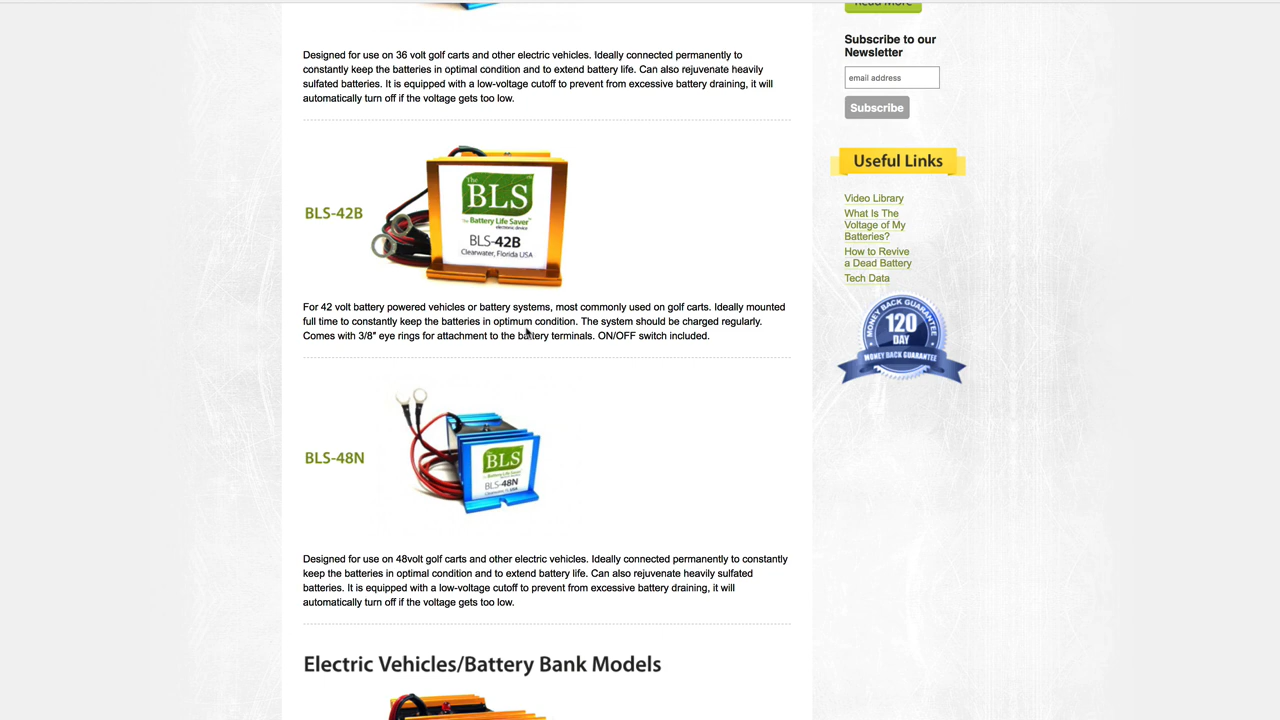 Read More
Designed for use on 36 volt golf carts and other electric vehicles. Ideally connected permanently to
constantly keep the batteries in optimal condition and to extend battery life. Can also rejuvenate heavily
sulfated batteries. It is equipped with a low-voltage cutoff to prevent from excessive battery draining, it will
automatically turn off if the voltage gets too low.
BLS-42B
The
BLS
the Battery Life Saver™
electronic device
BLS-42B
Clearwater, Florida USA
For 42 volt battery powered vehicles or battery systems, most commonly used on golf carts. Ideally mounted
full time to constantly keep the batteries in optimum condition. The system should be charged regularly.
Comes with 3/8" eye rings for attachment to the battery terminals. ON/OFF switch included.
BLS-48N
BLS
Battery Life Saver
BLS-48N
Designed for use on 48volt golf carts and other electric vehicles. Ideally connected permanently to constantly
keep the batteries in optimal condition and to extend battery life. Can also rejuvenate heavily sulfated
batteries. It is equipped with a low-voltage cutoff to prevent from excessive battery draining, it will
automatically turn off if the voltage gets too low.
Electric Vehicles/Battery Bank Models
Subscribe to our
Newsletter
email address
Subscribe
Useful Links
Video Library
What Is The
Voltage of My
Batteries?
How to Revive
a Dead Battery
Tech Data
MONEY BACK GUARANTEE
120
DAY
MONEY BACK GUARANTEE